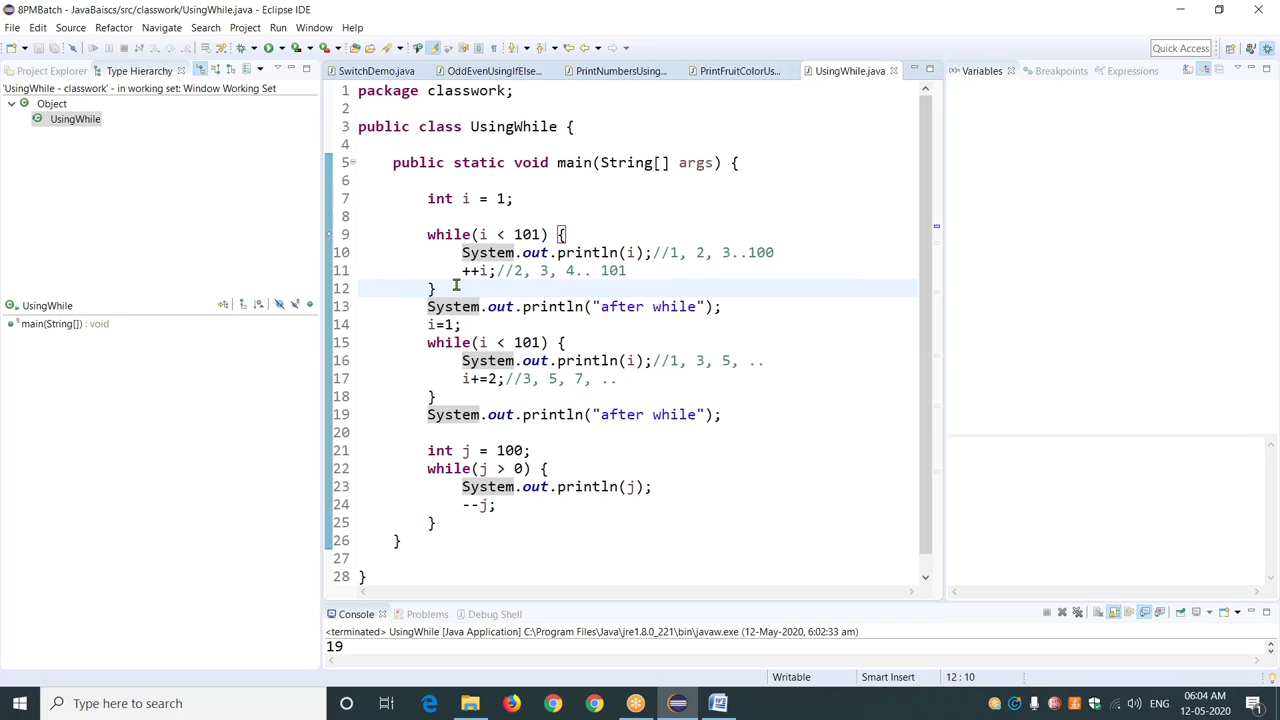 JavaBaiscs/src/classwork/UsingWhile.java - Eclipse IDE
8PMBatch - JavaBaiscs/src/classwork/UsingWhile.java - Eclipse IDE
File Edit Source Refactor Navigate Search Project Run Window Help
Quick Access
Project Explorer Type Hierarchy
'UsingWhile - classwork' - in working set: Window Working Set
Object
UsingWhile
UsingWhile
main(String[]) : void
SwitchDemo.java OddEvenUsingIfElse... PrintNumbersUsing... PrintFruitColorUs... UsingWhile.java
1 package classwork;
2
3 public class UsingWhile {
4
5 public static void main(String[] args) {
6
7 int i = 1;
8
9 while(i < 101) {
10 System.out.println(i);//1, 2, 3..100
11 ++i;//2, 3, 4.. 101
12 }
13 System.out.println("after while");
14 i=1;
15 while(i < 101) {
16 System.out.println(i);//1, 3, 5, ..
17 i+=2;//3, 5, 7, ..
18 }
19 System.out.println("after while");
20
21 int j = 100;
22 while(j > 0) {
23 System.out.println(j);
24 --j;
25 }
26 }
27
28 }
Variables Breakpoints Expressions
Console Problems Debug Shell
<terminated> UsingWhile [Java Application] C:\Program Files\Java\jre1.8.0_221\bin\javaw.exe (12-May-2020, 6:02:33 am)
19
Writable Smart Insert 12 : 10
Type here to search
ENG
06:04 AM
12-05-2020
1